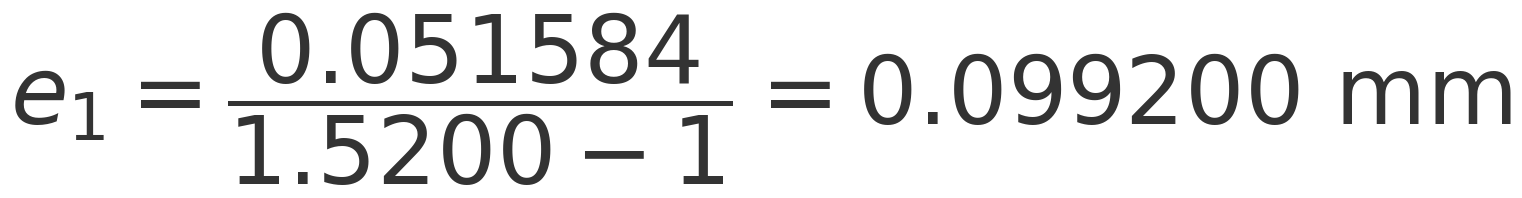 e₁ = 0.051584 / (1.5200 − 1) = 0.099200 mm